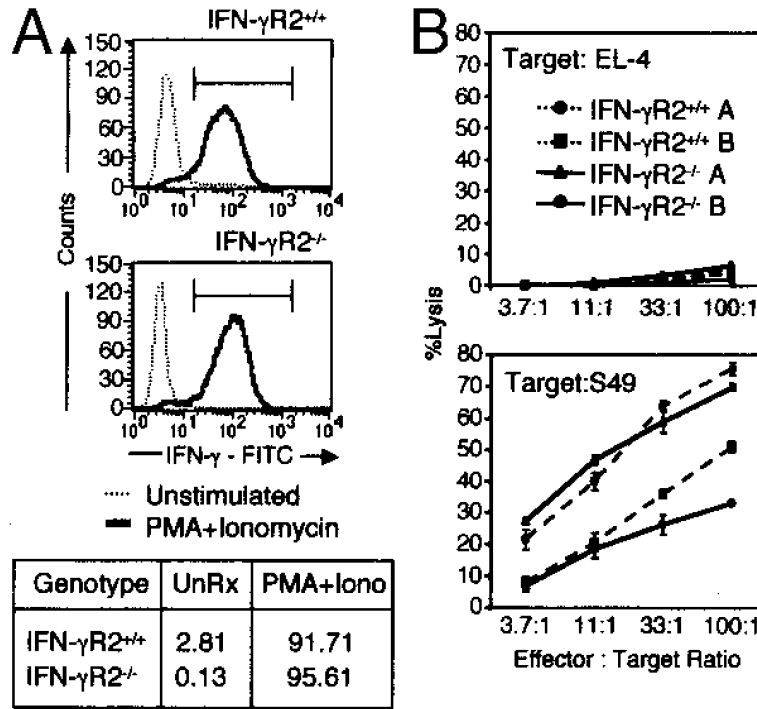 A
IFN-γR2+/+
Counts
150
120
90
60
30
0
10⁰ 10¹ 10² 10³ 10⁴
IFN-γR2-/-
150
120
90
60
30
0
10⁰ 10¹ 10² 10³ 10⁴
IFN-γ - FITC
Unstimulated
PMA+Ionomycin
Genotype UnRx PMA+Iono
IFN-γR2+/+ 2.81 91.71
IFN-γR2-/- 0.13 95.61
B
%Lysis
80
70
60
50
40
30
20
10
0
Target: EL-4
IFN-γR2+/+ A
IFN-γR2+/+ B
IFN-γR2-/- A
IFN-γR2-/- B
3.7:1 11:1 33:1 100:1
80
70
60
50
40
30
20
10
0
Target:S49
3.7:1 11:1 33:1 100:1
Effector : Target Ratio